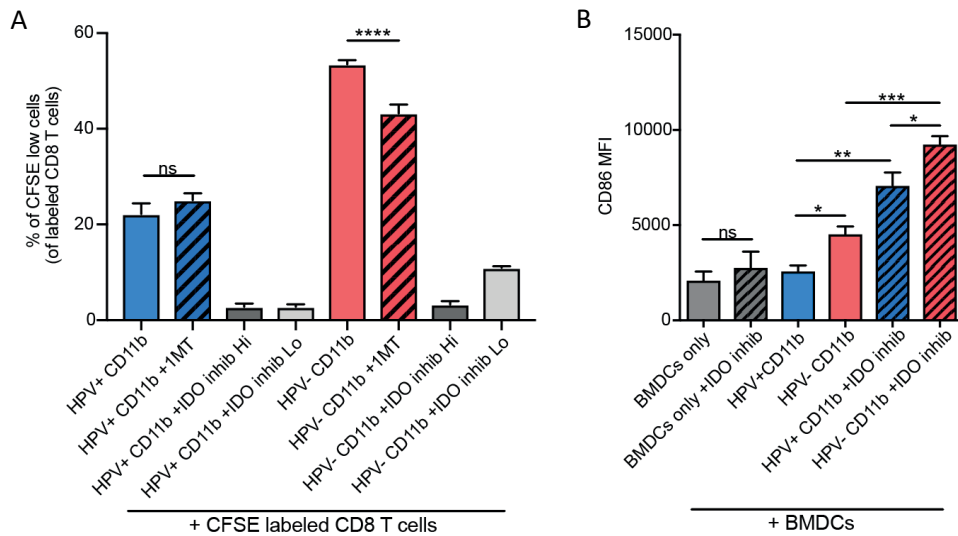 A
% of CFSE low cells
(of labeled CD8 T cells)
60
40
20
0
ns
****
HPV+ CD11b
HPV+ CD11b +1MT
HPV+ CD11b +IDO inhib Hi
HPV+ CD11b +IDO inhib Lo
HPV- CD11b
HPV- CD11b +1MT
HPV- CD11b +IDO inhib Hi
HPV- CD11b +IDO inhib Lo
+ CFSE labeled CD8 T cells
B
CD86 MFI
15000
10000
5000
0
***
*
**
*
ns
BMDCs only
BMDCs only +IDO inhib
HPV+CD11b
HPV- CD11b
HPV+ CD11b +IDO inhib
HPV- CD11b +IDO inhib
+ BMDCs